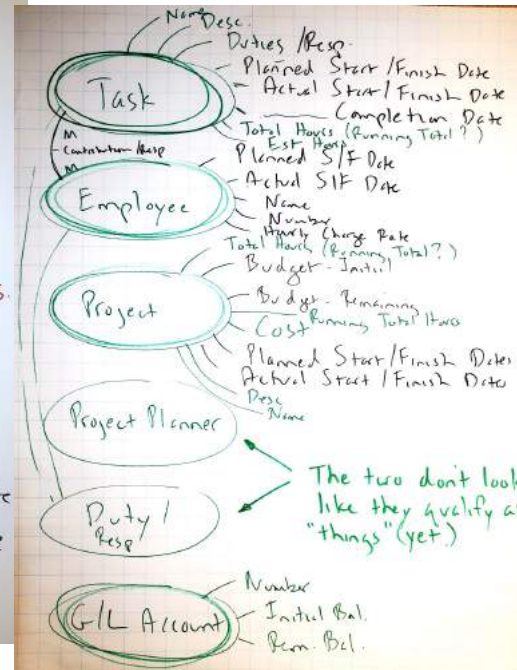 Name
Desc.
Duties / Resp.
Planned Start / Finish Date
Actual Start / Finish Date
Completion Date
Task
Total Hours (Running Total?)
Est Hours
M
Contribution / Resp
M
Planned S/F Date
Actual S/F Date
Employee
Name
Number
Hourly Charge Rate
Total Hours (Running Total?)
Budget - Initial
Project
Budget - Remaining
Running Total Hours
Cost
Planned Start / Finish Dates
Actual Start / Finish Dates
Desc
Name
Project Planner
The two don't look
like they qualify a
"things" (yet)
Duty /
Resp
Number
G/L Account
Initial Bal.
Rem. Bal.